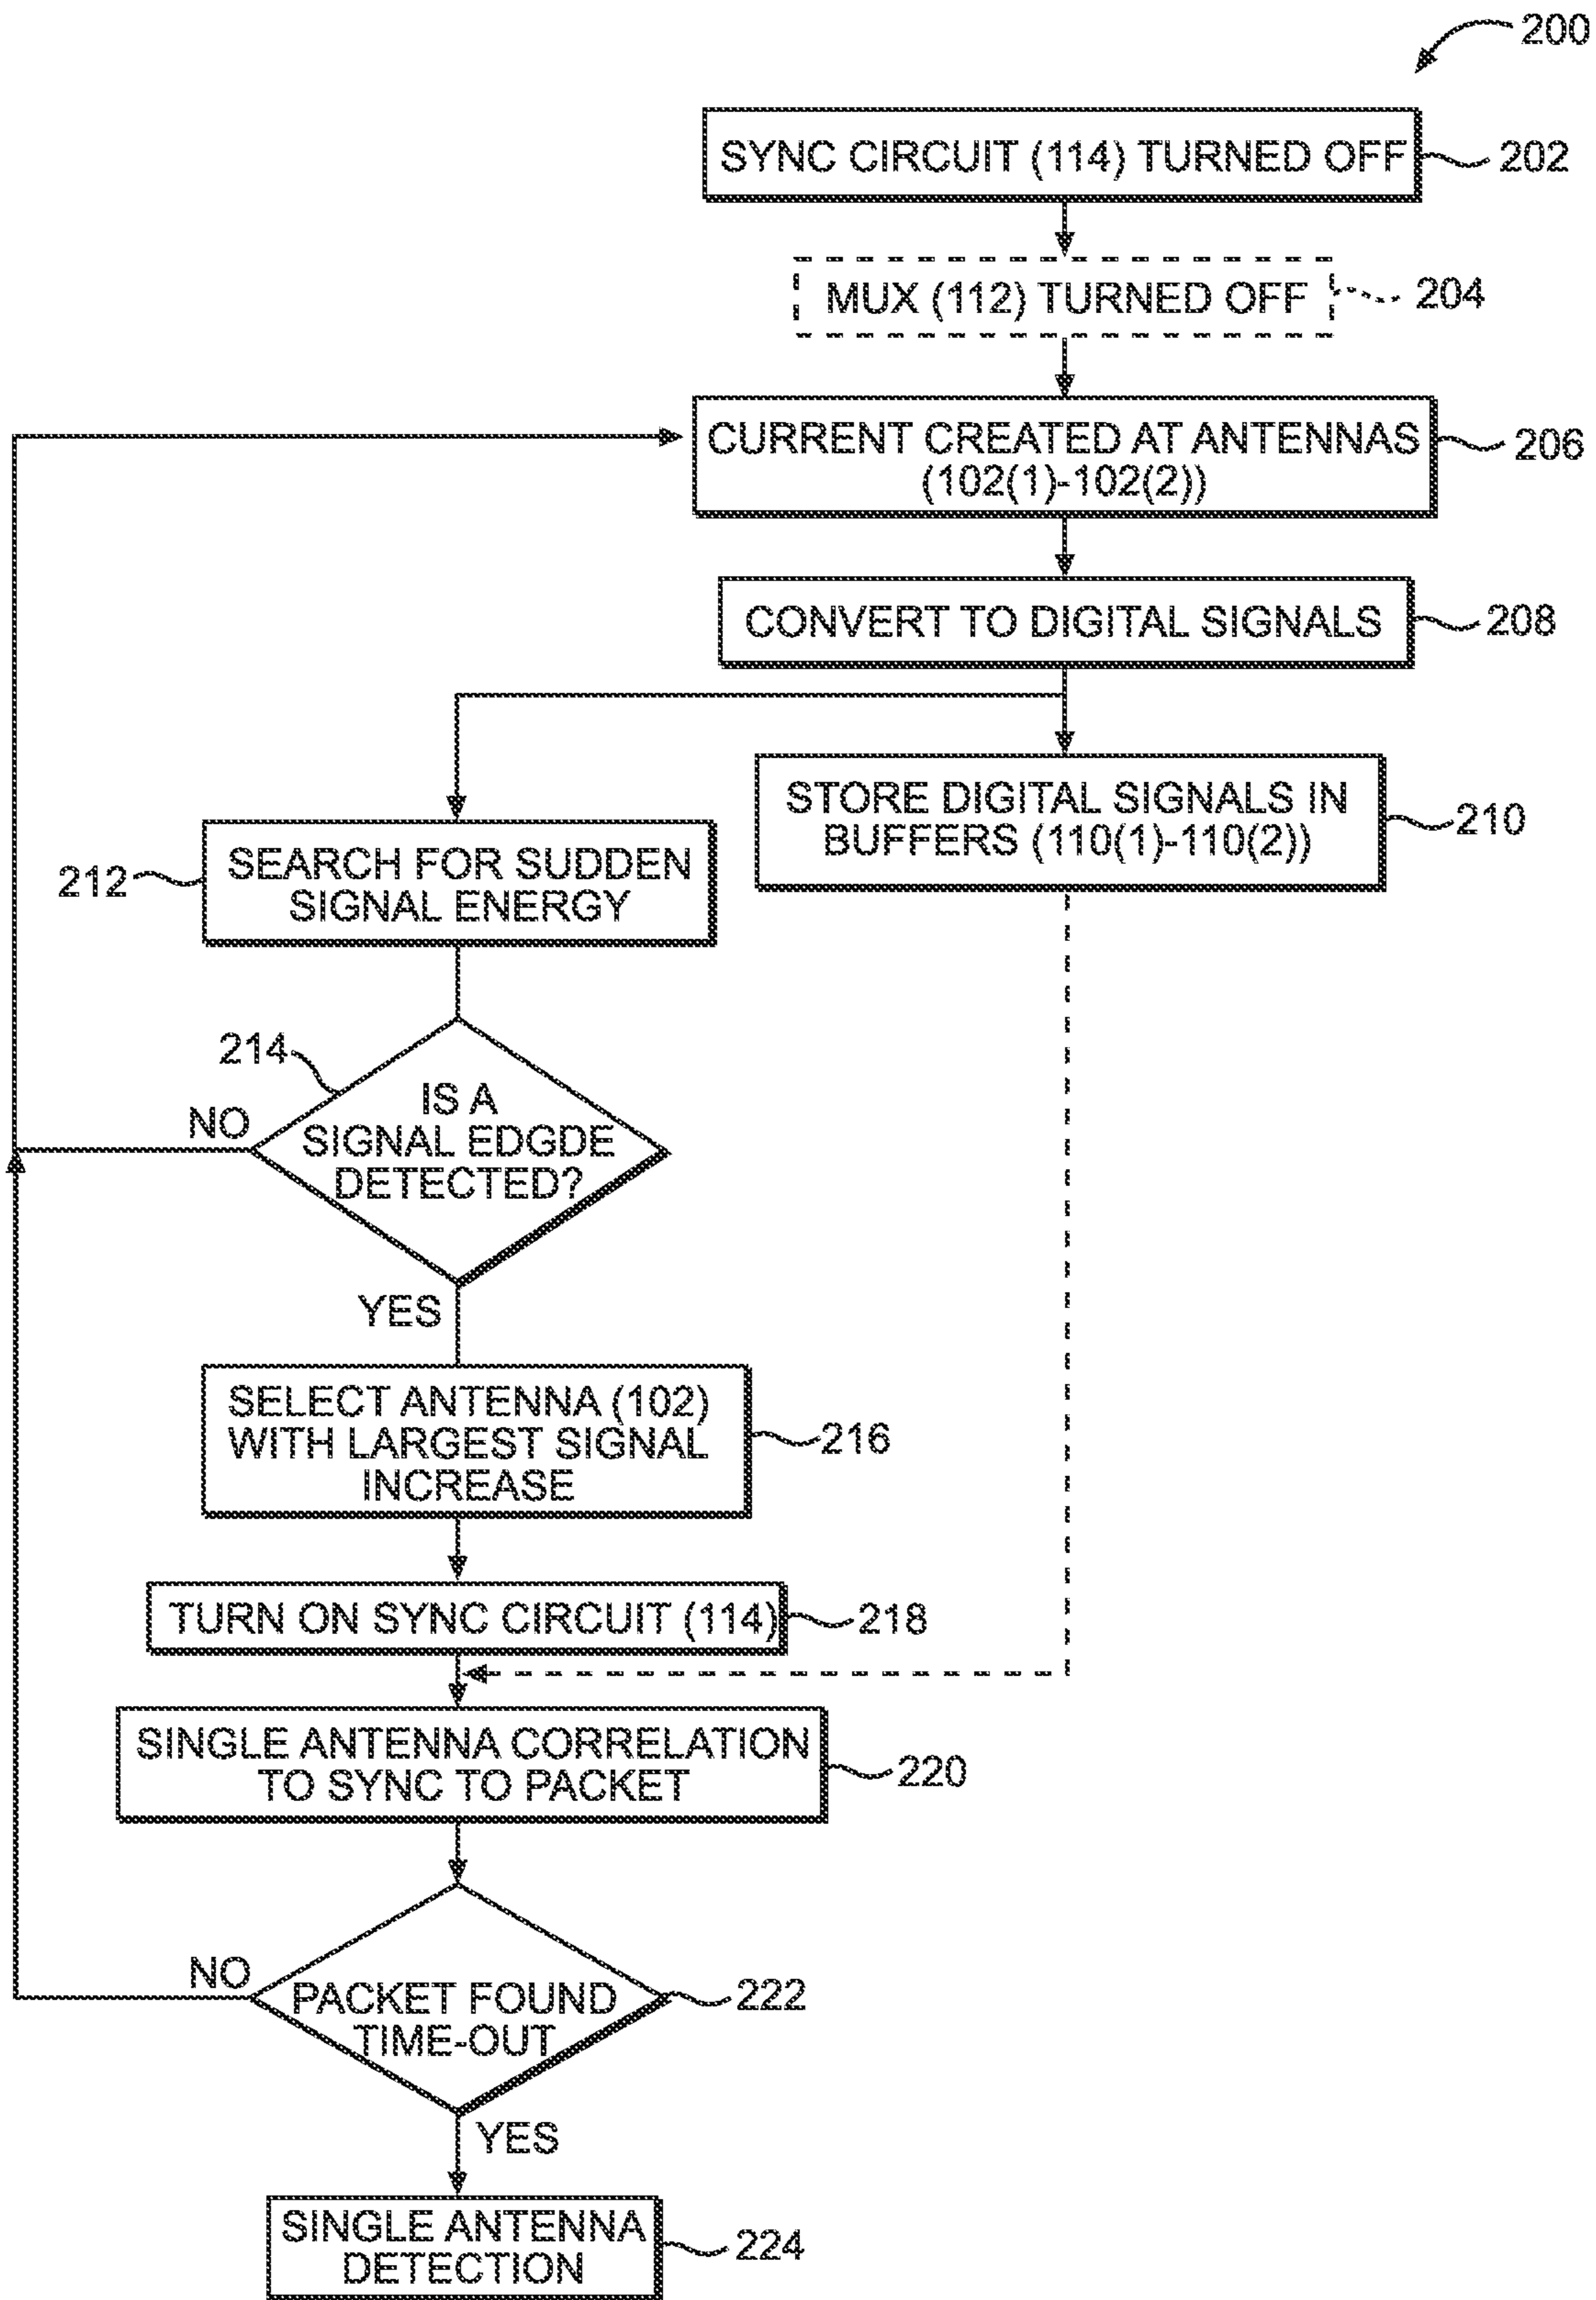 200
SYNC CIRCUIT (114) TURNED OFF
202
MUX (112) TURNED OFF
204
CURRENT CREATED AT ANTENNAS
(102(1)-102(2))
206
CONVERT TO DIGITAL SIGNALS
208
STORE DIGITAL SIGNALS IN
BUFFERS (110(1)-110(2))
210
212
SEARCH FOR SUDDEN
SIGNAL ENERGY
214
NO
IS A
SIGNAL EDGDE
DETECTED?
YES
SELECT ANTENNA (102)
WITH LARGEST SIGNAL
INCREASE
216
TURN ON SYNC CIRCUIT (114)
218
SINGLE ANTENNA CORRELATION
TO SYNC TO PACKET
220
NO
PACKET FOUND
TIME-OUT
222
YES
SINGLE ANTENNA
DETECTION
224